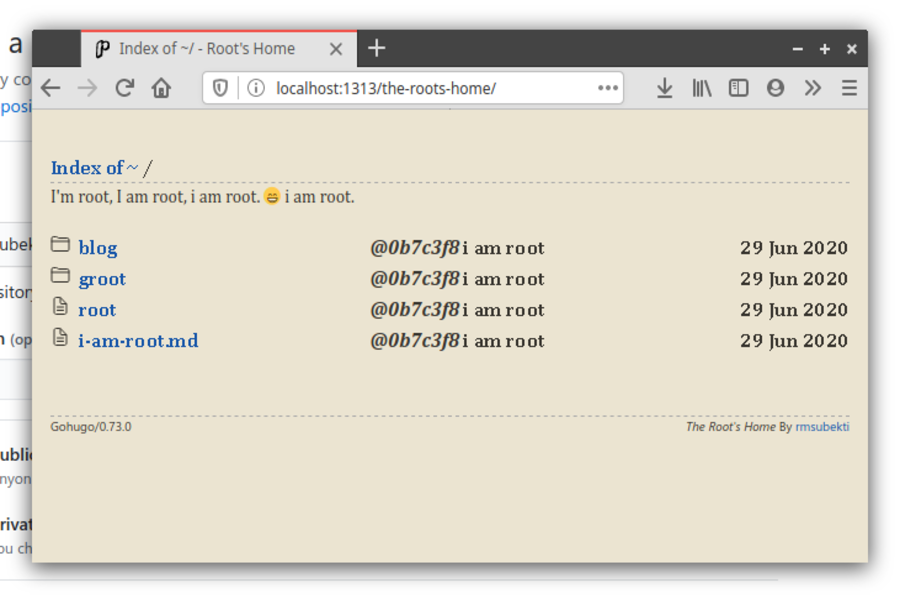 a
Index of ~/ - Root's Home
y co
localhost:1313/the-roots-home/
posi
Index of ~ /
I'm root, I am root, i am root. 😄 i am root.
ubek
blog @0b7c3f8 i am root 29 Jun 2020
groot @0b7c3f8 i am root 29 Jun 2020
sitory
root @0b7c3f8 i am root 29 Jun 2020
n (op
i-am-root.md @0b7c3f8 i am root 29 Jun 2020
Gohugo/0.73.0 The Root's Home By rmsubekti
ublic
nyon
rivat
ou ch